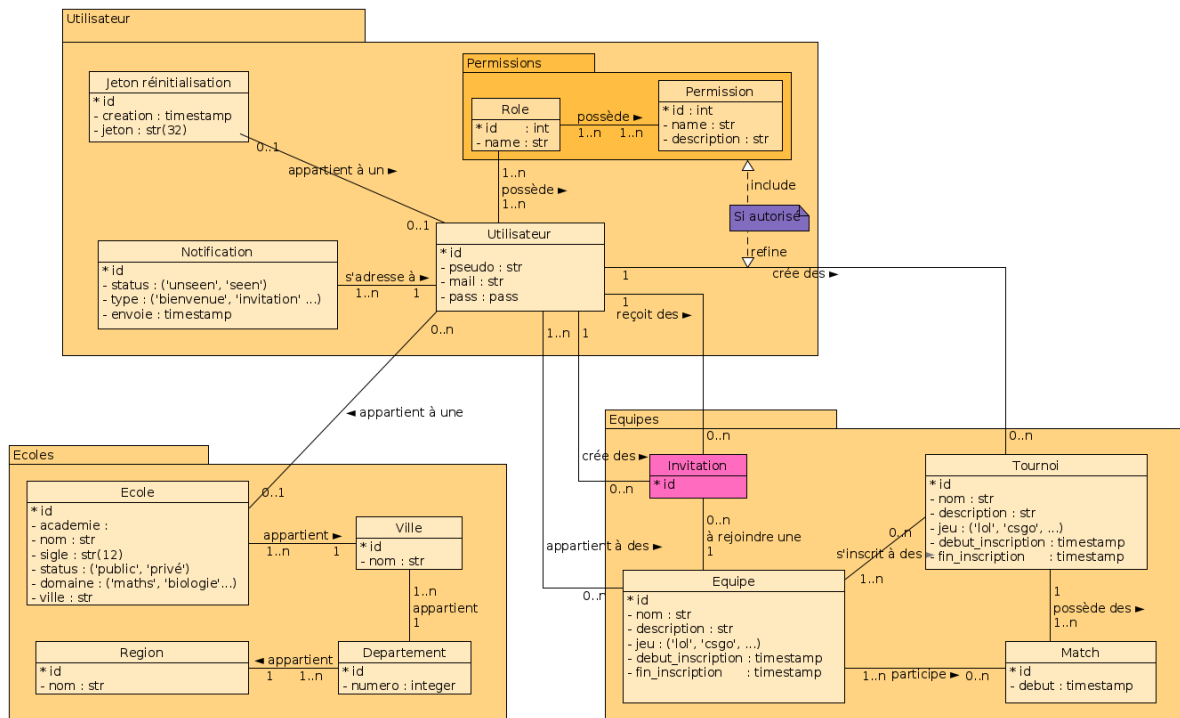 Utilisateur
Jeton réinitialisation
* id
- creation : timestamp
- jeton : str(32)
Permissions
Role
* id : int
- name : str
possède ►
1..n 1..n
Permission
* id : int
- name : str
- description : str
0..1
appartient à un ►
0..1
1..n
possède ►
1..n
include
Si autorisé
refine
Notification
* id
- status : ('unseen', 'seen')
- type : ('bienvenue', 'invitation' ...)
- envoie : timestamp
s'adresse à ►
1..n 1
Utilisateur
* id
- pseudo : str
- mail : str
- pass : pass
1
crée des ►
1
reçoit des ►
0..n
1..n
1
◄ appartient à une
Equipes
Ecoles
Ecole
* id
- academie :
- nom : str
- sigle : str(12)
- status : ('public', 'privé')
- domaine : ('maths', 'biologie'...)
- ville : str
0..1
appartient ►
1..n 1
Ville
* id
- nom : str
1..n
appartient
1
Region
* id
- nom : str
◄ appartient
1 1..n
Departement
* id
- numero : integer
0..n
0..n
crée des ►
0..n
Invitation
* id
0..n
à rejoindre une
1
appartient à des ►
0..n
Tournoi
* id
- nom : str
- description : str
- jeu : ('lol', 'csgo', ...)
- debut_inscription : timestamp
- fin_inscription : timestamp
0..n
s'inscrit à des ►
1..n
Equipe
* id
- nom : str
- description : str
- jeu : ('lol', 'csgo', ...)
- debut_inscription : timestamp
- fin_inscription : timestamp
1
possède des ►
1..n
1..n participe ► 0..n
Match
* id
- debut : timestamp